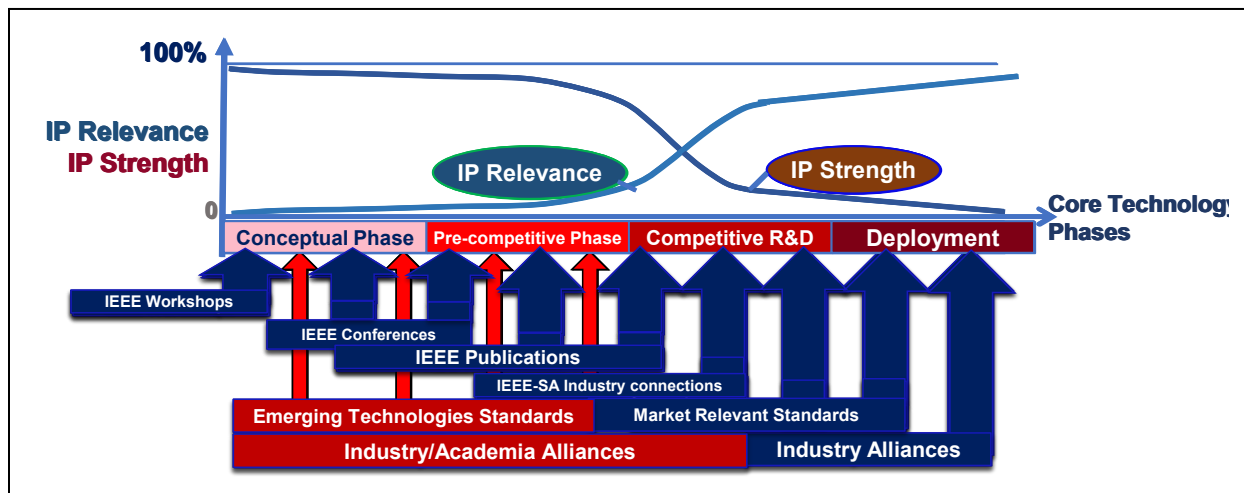 100%
IP Relevance
IP Strength
0
IP Relevance
IP Strength
Core Technology
Phases
Conceptual Phase
Pre-competitive Phase
Competitive R&D
Deployment
IEEE Workshops
IEEE Conferences
IEEE Publications
IEEE-SA Industry connections
Emerging Technologies Standards
Market Relevant Standards
Industry/Academia Alliances
Industry Alliances